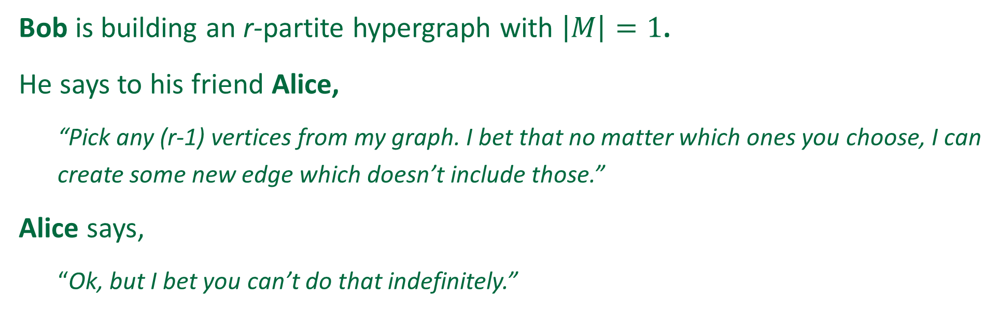 Bob is building an r-partite hypergraph with |M| = 1.
He says to his friend Alice,
“Pick any (r-1) vertices from my graph. I bet that no matter which ones you choose, I can
create some new edge which doesn’t include those.”
Alice says,
“Ok, but I bet you can’t do that indefinitely.”